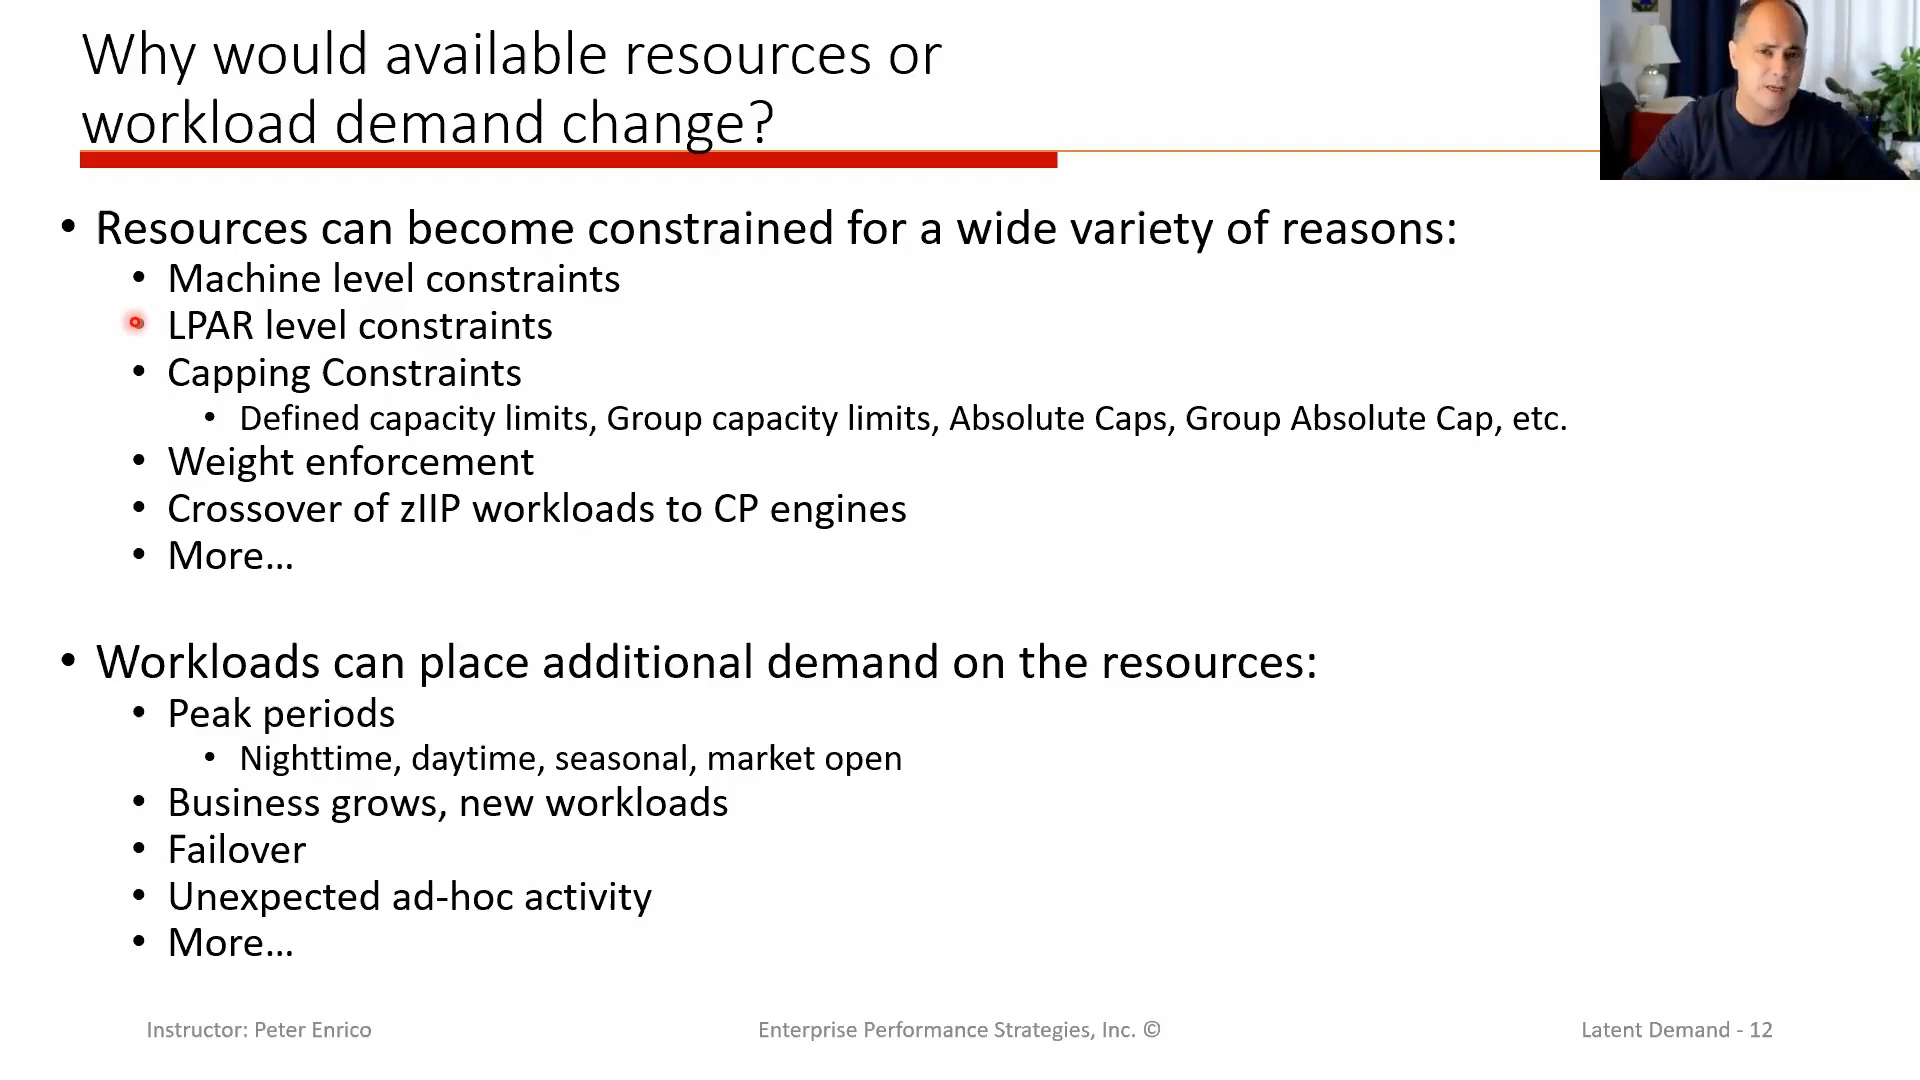 Why would available resources or
workload demand change?
• Resources can become constrained for a wide variety of reasons:
• Machine level constraints
• LPAR level constraints
• Capping Constraints
• Defined capacity limits, Group capacity limits, Absolute Caps, Group Absolute Cap, etc.
• Weight enforcement
• Crossover of zIIP workloads to CP engines
• More…
• Workloads can place additional demand on the resources:
• Peak periods
• Nighttime, daytime, seasonal, market open
• Business grows, new workloads
• Failover
• Unexpected ad-hoc activity
• More…
Instructor: Peter Enrico
Enterprise Performance Strategies, Inc. ©
Latent Demand - 12